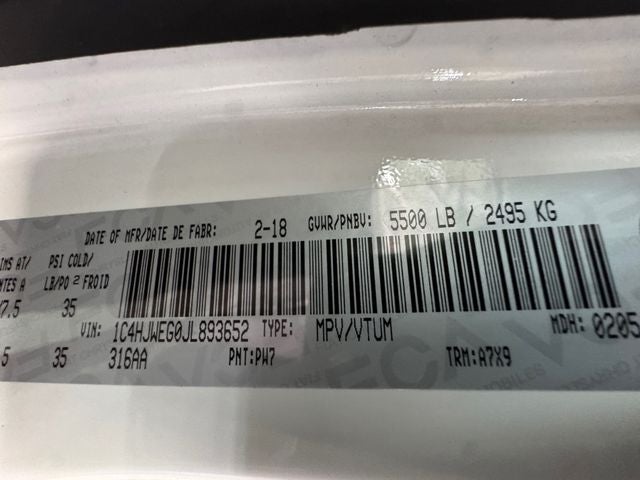 DATE OF MFR/DATE DE FABR: 2-18 GVWR/PNBV: 5500 LB / 2495 KG
PSI COLD/
LB/PO 2 FROID
35
VIN: 1C4HJWEG0JL893652 TYPE: MPV/VTUM MDH: 0205
35 316AA PNT:PW7 TRM:A7X9